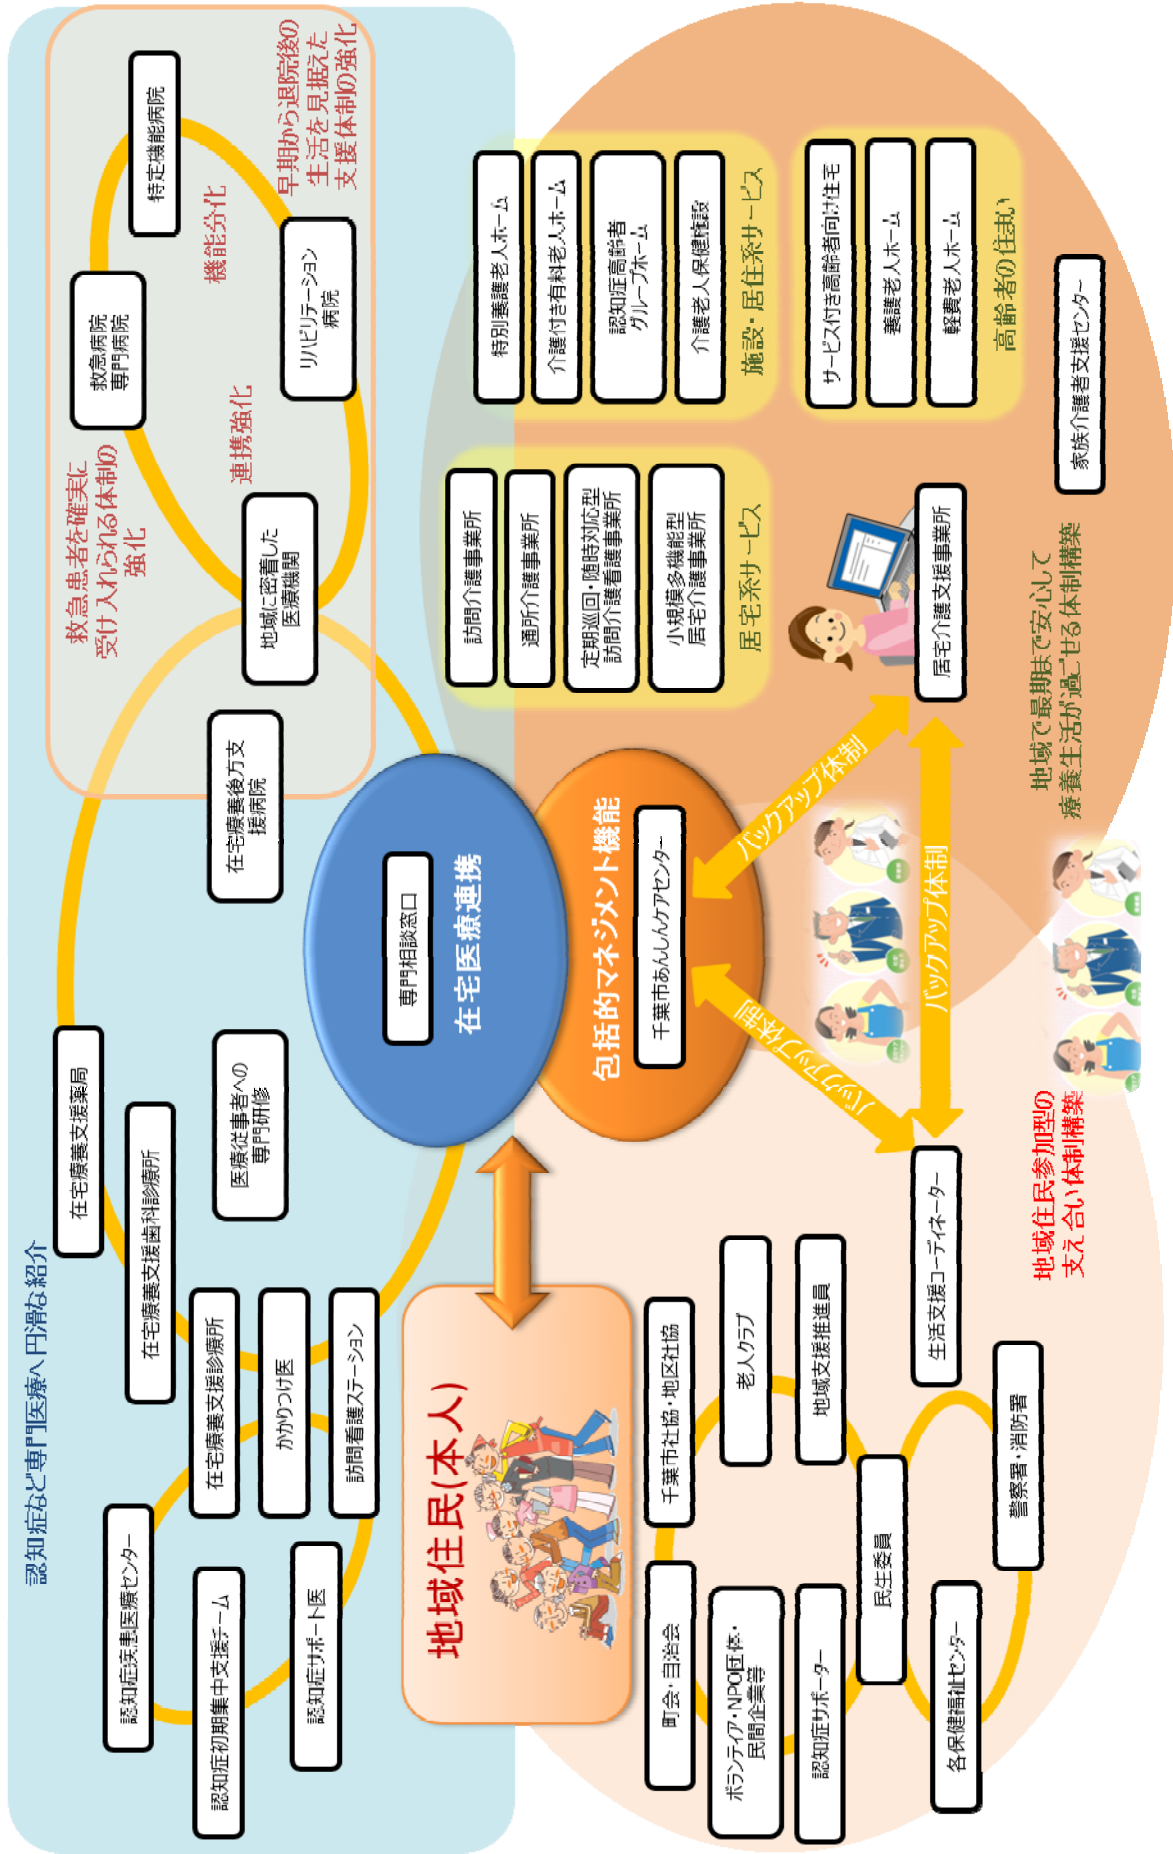 認知症など専門医療へ円滑な紹介
認知症疾患医療センター
認知症初期集中支援チーム
認知症サポート医
在宅療養支援薬局
在宅療養支援歯科診療所
在宅療養支援診療所
かかりつけ医
訪問看護ステーション
医療従事者への
専門研修
在宅療養後方支
援病院
救急患者を確実に
受け入れられる体制の
強化
地域に密着した
医療機関
連携強化
救急病院
専門病院
特定機能病院
機能分化
リハビリテーション
病院
早期から退院後の
生活を見据えた
支援体制の強化
専門相談窓口
在宅医療連携
包括的マネジメント機能
千葉市あんしんケアセンター
地域住民(本人)
町会・自治会
千葉市社協・地区社協
ボランティア・NPO団体・
民間企業等
老人クラブ
認知症サポーター
地域支援推進員
民生委員
各保健福祉センター
警察署・消防署
生活支援コーディネーター
地域住民参加型の
支え合い体制構築
バックアップ体制
バックアップ体制
バックアップ体制
訪問介護事業所
通所介護事業所
定期巡回・随時対応型
訪問介護看護事業所
小規模多機能型
居宅介護事業所
居宅系サービス
特別養護老人ホーム
介護付き有料老人ホーム
認知症高齢者
グループホーム
介護老人保健施設
施設・居住系サービス
サービス付き高齢者向け住宅
養護老人ホーム
軽費老人ホーム
高齢者の住まい
居宅介護支援事業所
家族介護者支援センター
地域で最期まで安心して
療養生活が過ごせる体制構築